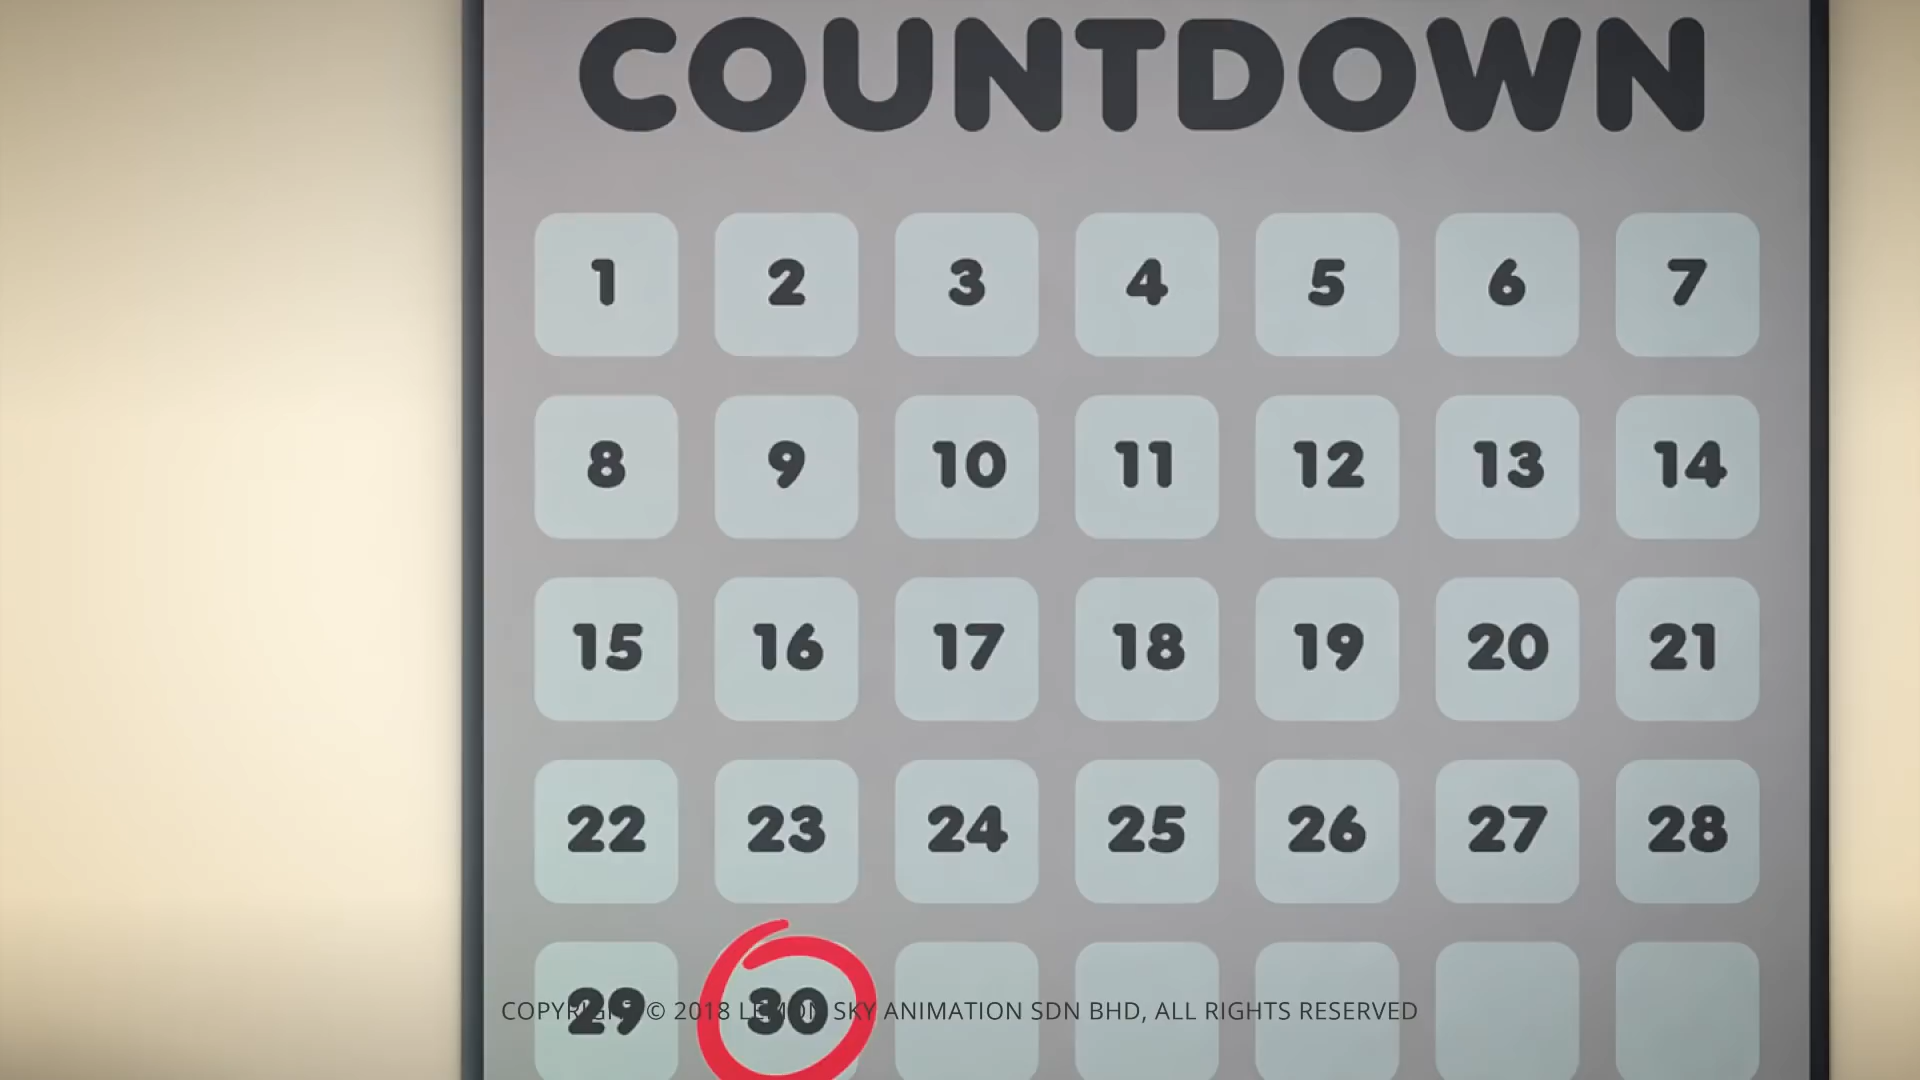 COUNTDOWN
1 2 3 4 5 6 7
8 9 10 11 12 13 14
15 16 17 18 19 20 21
22 23 24 25 26 27 28
29 30
COPYRIGHT © 2018 LEMON SKY ANIMATION SDN BHD, ALL RIGHTS RESERVED